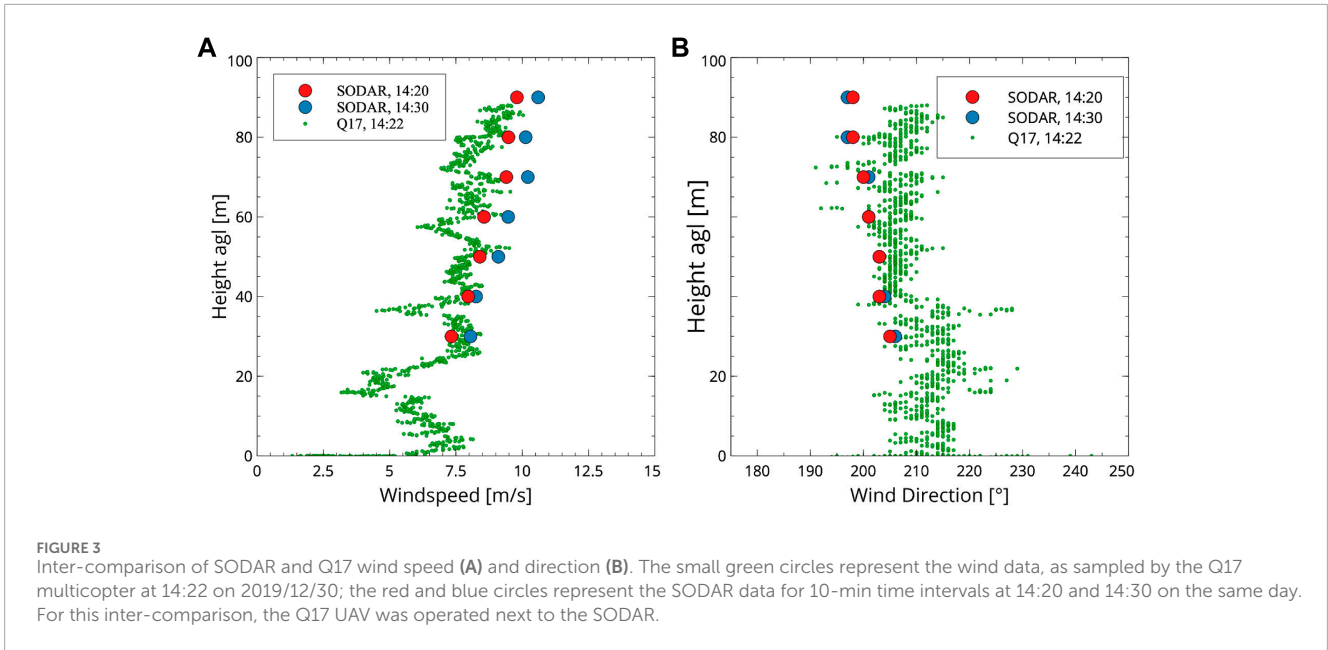 A
B
100
80
60
40
20
0
Height agl [m]
SODAR, 14:20
SODAR, 14:30
Q17, 14:22
0
2.5
5
7.5
10
12.5
15
Windspeed [m/s]
100
80
60
40
20
0
Height agl [m]
SODAR, 14:20
SODAR, 14:30
Q17, 14:22
180
190
200
210
220
230
240
250
Wind Direction [°]
FIGURE 3
Inter-comparison of SODAR and Q17 wind speed (A) and direction (B). The small green circles represent the wind data, as sampled by the Q17
multicopter at 14:22 on 2019/12/30; the red and blue circles represent the SODAR data for 10-min time intervals at 14:20 and 14:30 on the same day.
For this inter-comparison, the Q17 UAV was operated next to the SODAR.